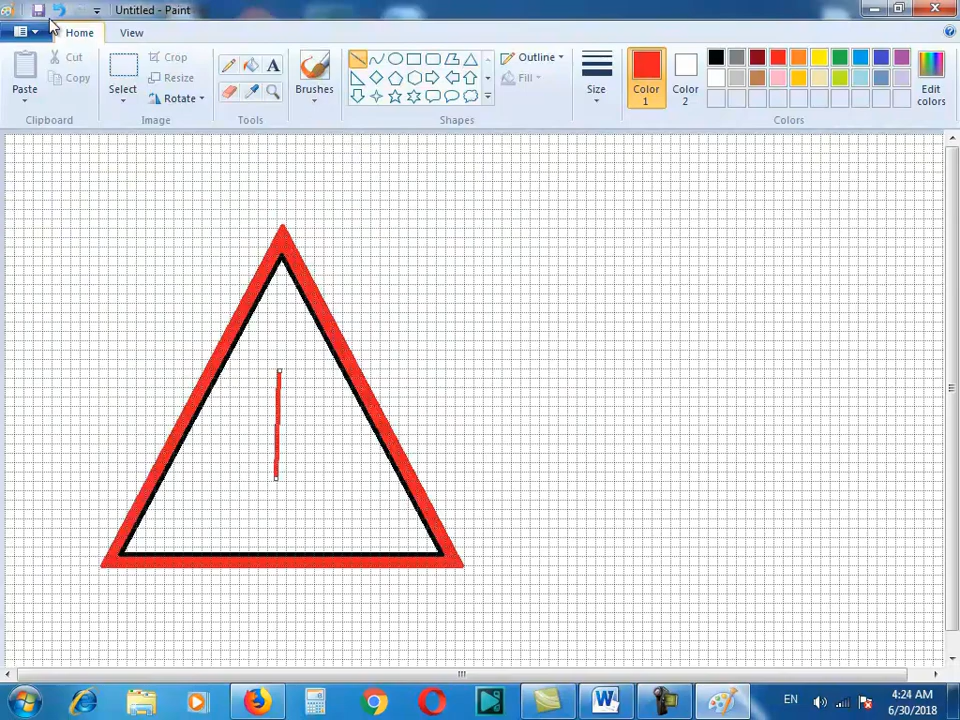 Untitled - Paint
Home
View
Paste
Cut
Copy
Clipboard
Select
Crop
Resize
Rotate
Image
A
Tools
Brushes
Outline
Fill
Shapes
Size
Color
1
Color
2
Edit
colors
Colors
EN
4:24 AM
6/30/2018